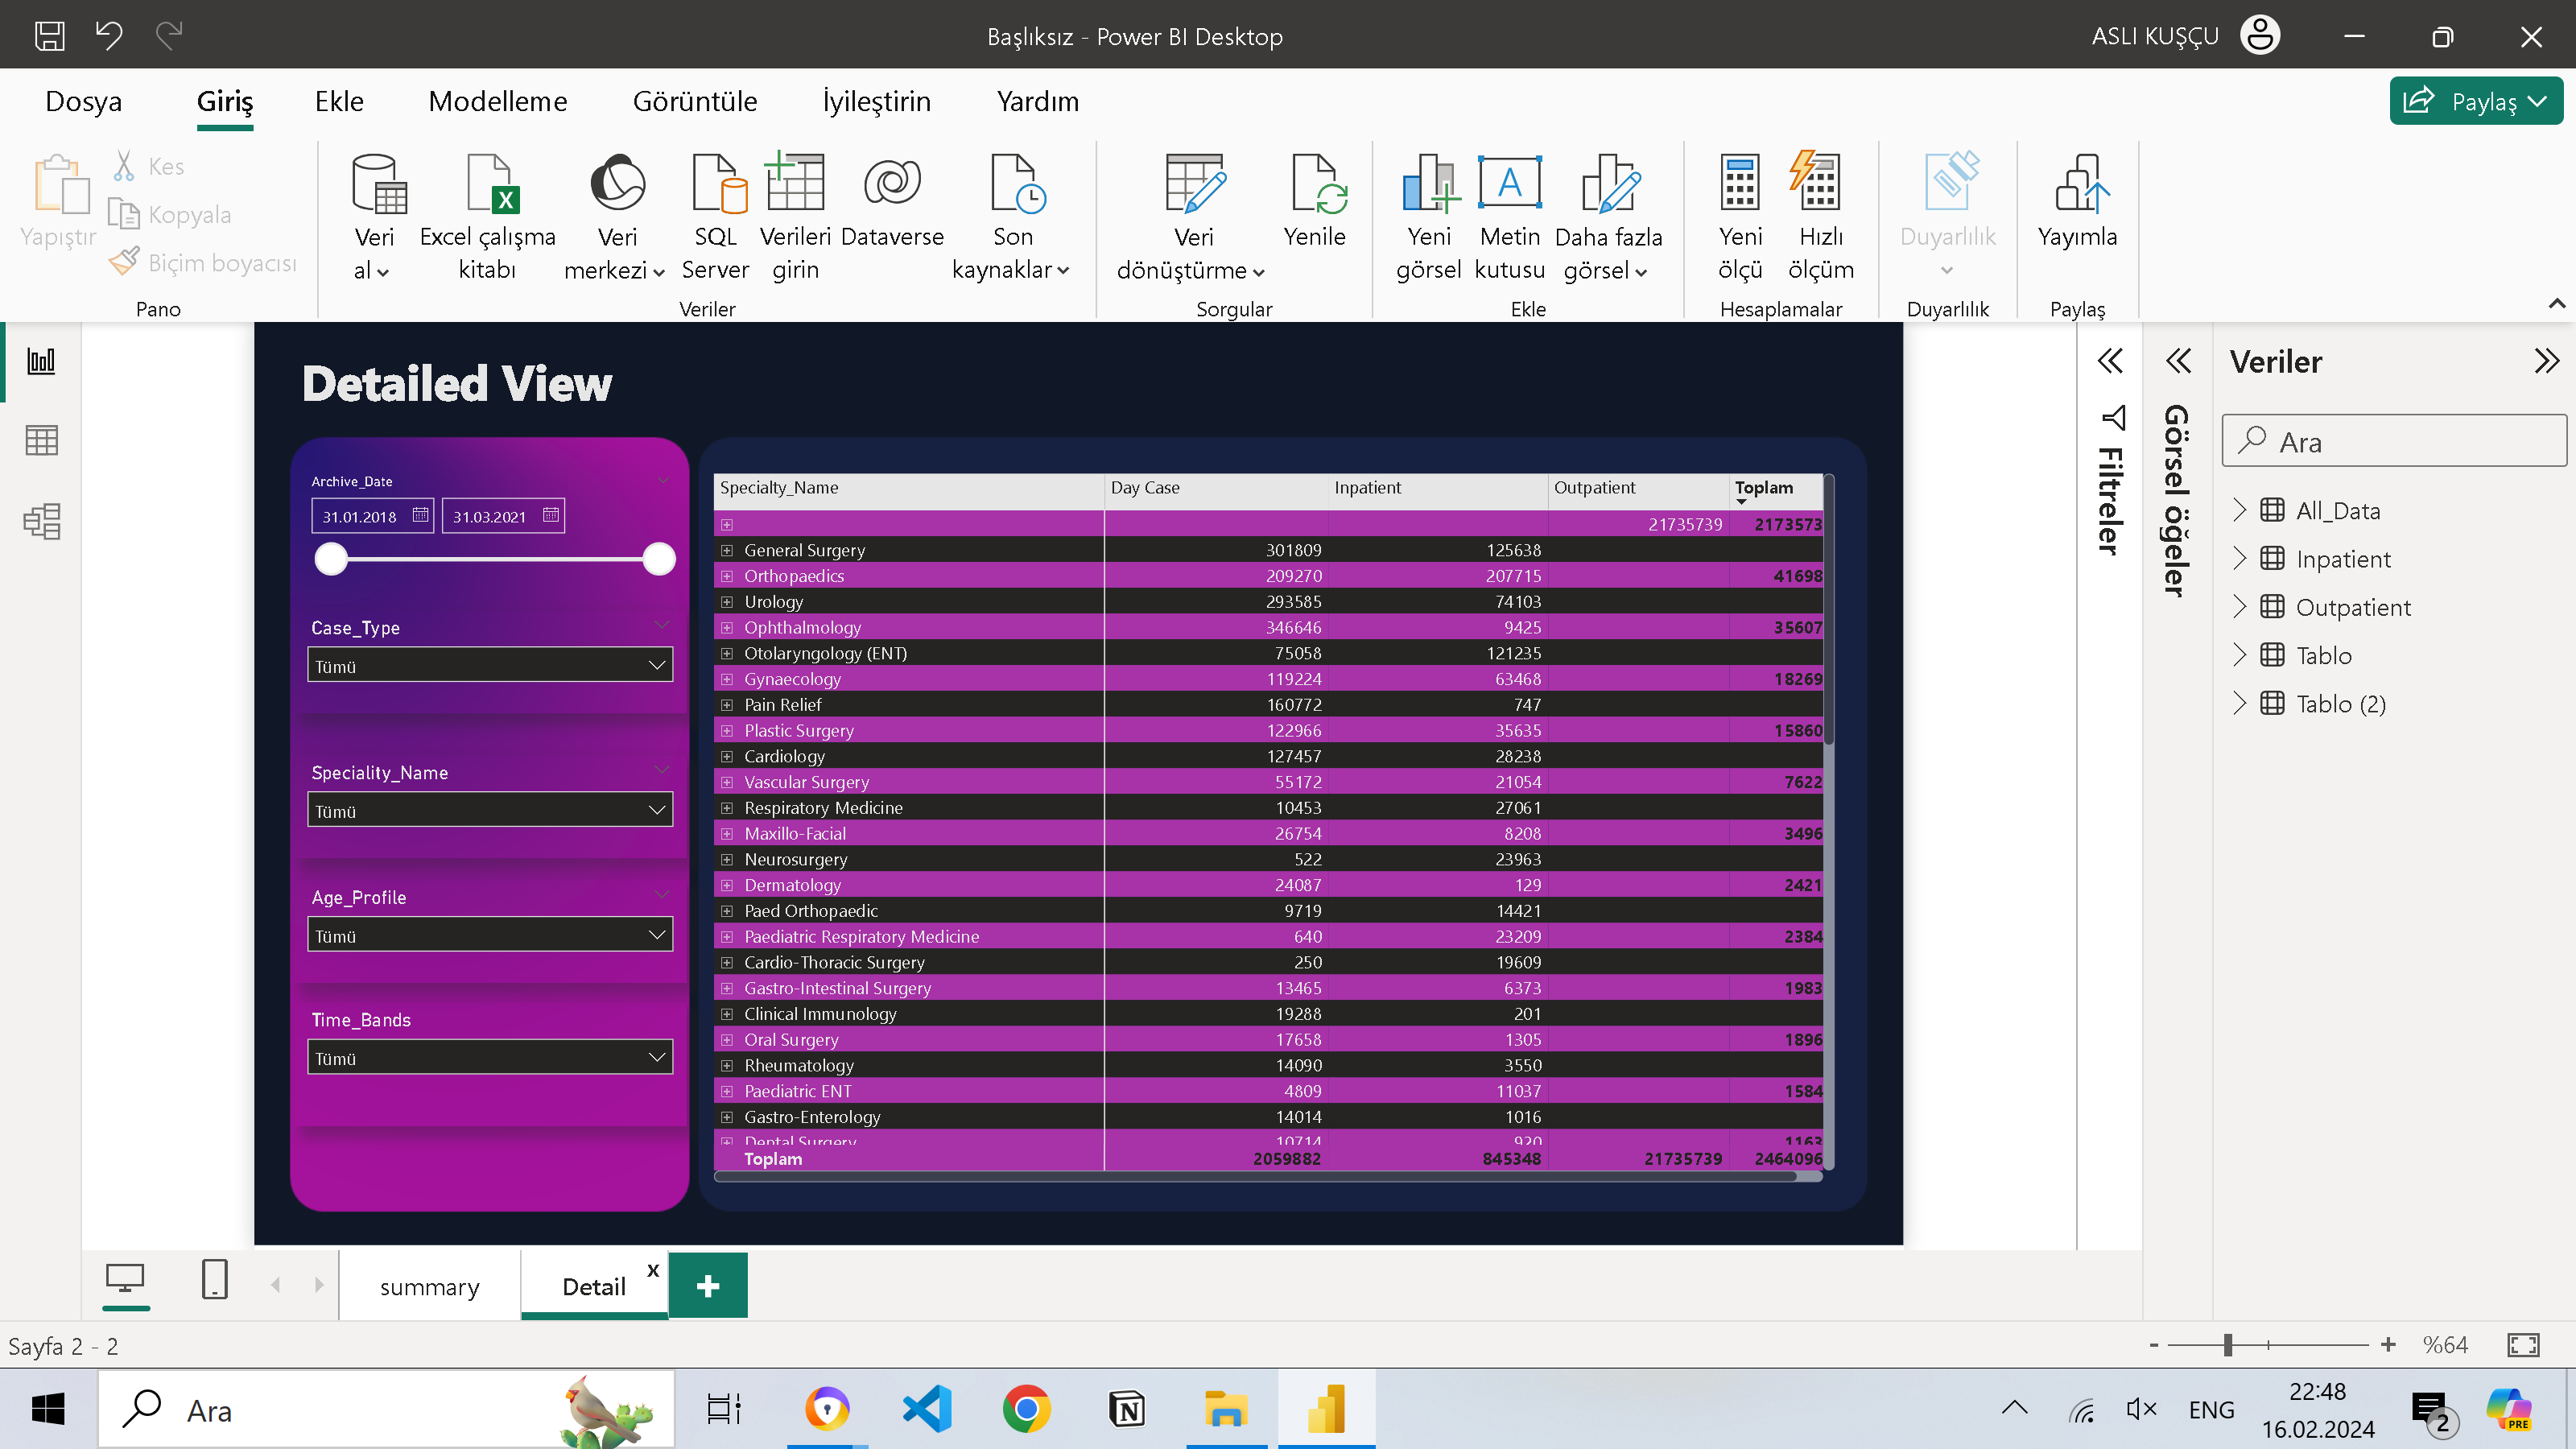 Başlıksız - Power BI Desktop
ASLI KUŞÇU
Dosya Giriş Ekle Modelleme Görüntüle İyileştirin Yardım
Paylaş
Yapıştır
Kes
Kopyala
Biçim boyacısı
Pano
Veri al
Excel çalışma kitabı
Veri merkezi
SQL Server
Verileri girin
Dataverse
Son kaynaklar
Veriler
Veri dönüştürme
Yenile
Sorgular
Yeni görsel
Metin kutusu
Daha fazla görsel
Ekle
Yeni ölçü
Hızlı ölçüm
Hesaplamalar
Duyarlılık
Duyarlılık
Yayımla
Paylaş
Detailed View
Archive_Date
31.01.2018 31.03.2021
Case_Type
Tümü
Speciality_Name
Tümü
Age_Profile
Tümü
Time_Bands
Tümü
Specialty_Name Day Case Inpatient Outpatient Toplam
21735739 2173573
General Surgery 301809 125638
Orthopaedics 209270 207715 41698
Urology 293585 74103
Ophthalmology 346646 9425 35607
Otolaryngology (ENT) 75058 121235
Gynaecology 119224 63468 18269
Pain Relief 160772 747
Plastic Surgery 122966 35635 15860
Cardiology 127457 28238
Vascular Surgery 55172 21054 7622
Respiratory Medicine 10453 27061
Maxillo-Facial 26754 8208 3496
Neurosurgery 522 23963
Dermatology 24087 129 2421
Paed Orthopaedic 9719 14421
Paediatric Respiratory Medicine 640 23209 2384
Cardio-Thoracic Surgery 250 19609
Gastro-Intestinal Surgery 13465 6373 1983
Clinical Immunology 19288 201
Oral Surgery 17658 1305 1896
Rheumatology 14090 3550
Paediatric ENT 4809 11037 1584
Gastro-Enterology 14014 1016
Dental Surgery 10714 920 1163
Toplam 2059882 845348 21735739 2464096
Filtreler
Görsel öğeler
Veriler
Ara
All_Data
Inpatient
Outpatient
Tablo
Tablo (2)
summary Detail x +
Sayfa 2 - 2
- + %64
Ara
ENG
22:48
16.02.2024
2
PRE